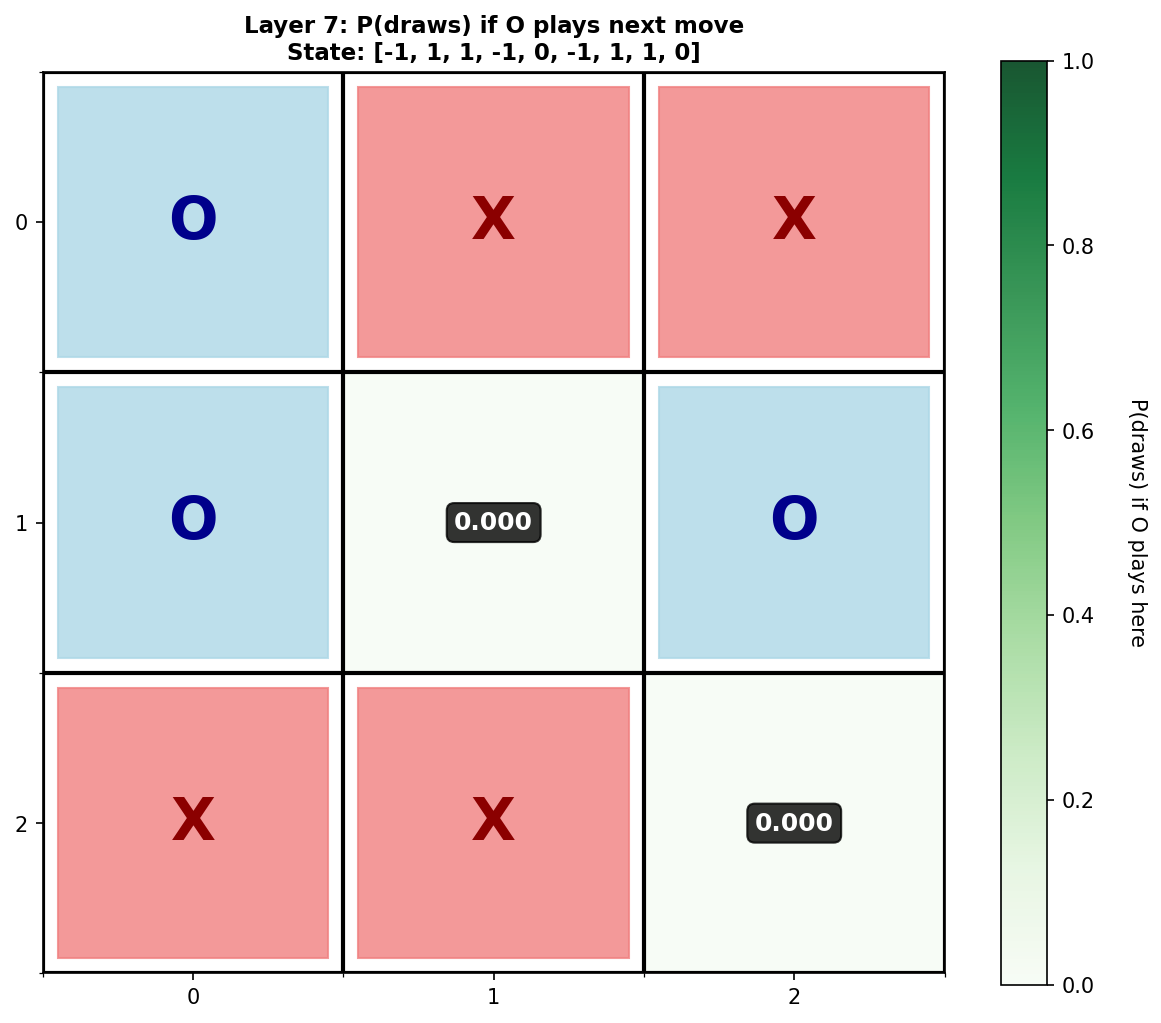 Layer 7: P(draws) if O plays next move
State: [-1, 1, 1, -1, 0, -1, 1, 1, 0]
0
O
X
X
1
O
0.000
O
2
X
X
0.000
0
1
2
1.0
0.8
0.6
0.4
0.2
0.0
P(draws) if O plays here